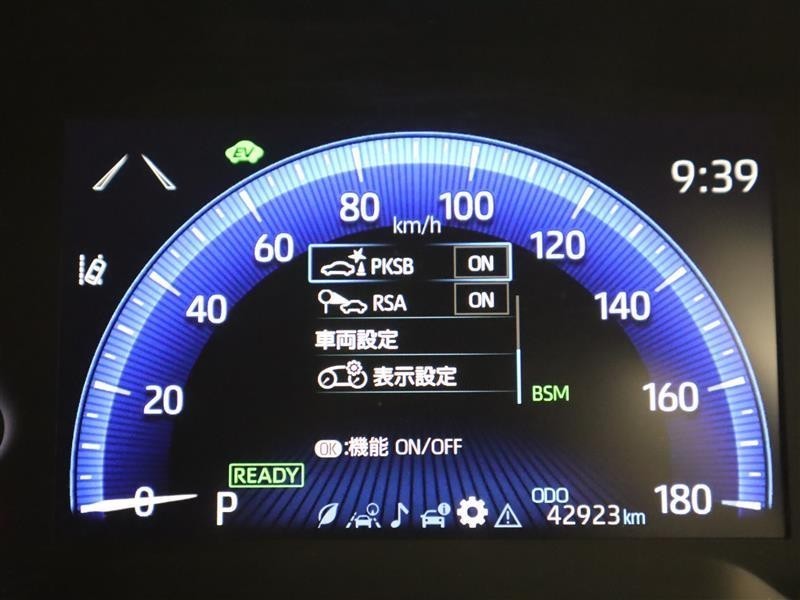 EV
9:39
80
100
km/h
60
120
PKSB ON
40
RSA ON
140
車両設定
表示設定
20
BSM
160
OK:機能 ON/OFF
READY
0
P
ODO
42923km
180